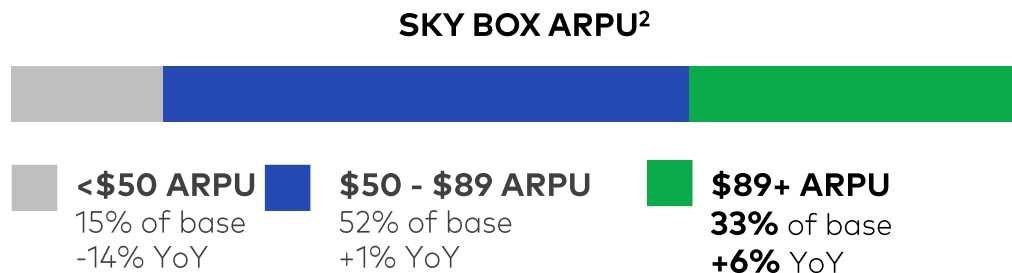 SKY BOX ARPU²
<$50 ARPU
15% of base
-14% YoY
$50 - $89 ARPU
52% of base
+1% YoY
$89+ ARPU
33% of base
+6% YoY